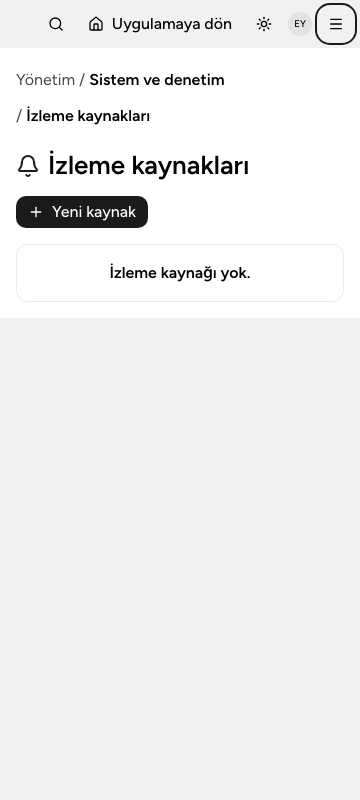 Uygulamaya dön
EY
Yönetim / Sistem ve denetim
/ İzleme kaynakları
İzleme kaynakları
Yeni kaynak
İzleme kaynağı yok.